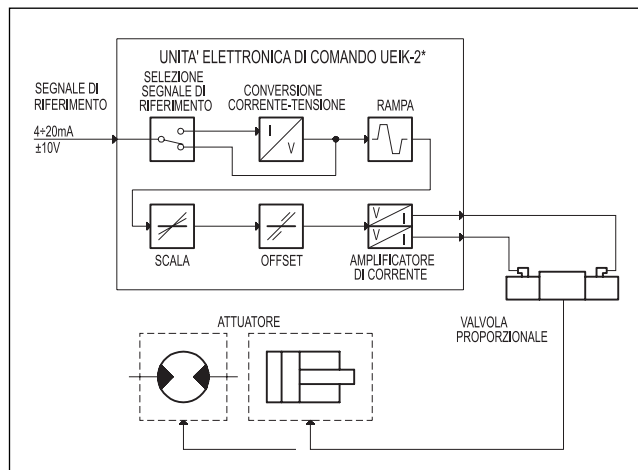 UNITA' ELETTRONICA DI COMANDO UEIK-2*
SEGNALE DI
RIFERIMENTO
4÷20mA
±10V
SELEZIONE
SEGNALE DI
RIFERIMENTO
CONVERSIONE
CORRENTE-TENSIONE
I
V
RAMPA
SCALA
OFFSET
V
I
V
I
AMPLIFICATORE
DI CORRENTE
VALVOLA
PROPORZIONALE
ATTUATORE